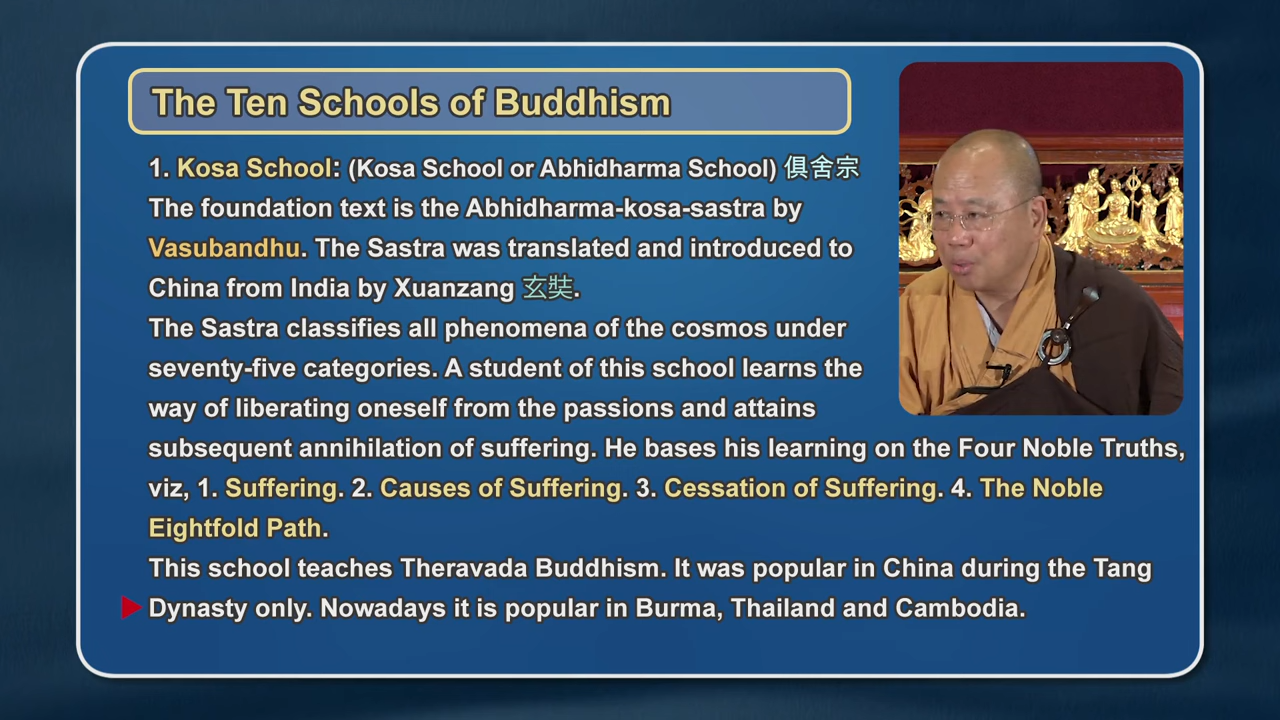 The Ten Schools of Buddhism
1. Kosa School: (Kosa School or Abhidharma School) 俱舍宗
The foundation text is the Abhidharma-kosa-sastra by
Vasubandhu. The Sastra was translated and introduced to
China from India by Xuanzang 玄奘.
The Sastra classifies all phenomena of the cosmos under
seventy-five categories. A student of this school learns the
way of liberating oneself from the passions and attains
subsequent annihilation of suffering. He bases his learning on the Four Noble Truths,
viz, 1. Suffering. 2. Causes of Suffering. 3. Cessation of Suffering. 4. The Noble
Eightfold Path.
This school teaches Theravada Buddhism. It was popular in China during the Tang
Dynasty only. Nowadays it is popular in Burma, Thailand and Cambodia.